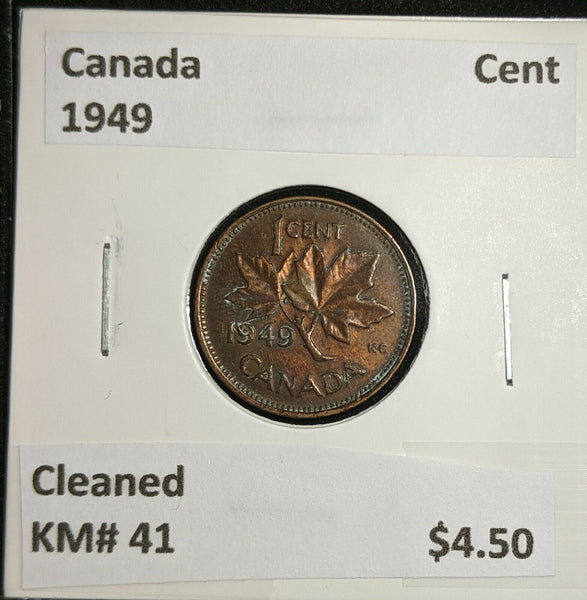 Canada Cent
1949
1 CENT
1949
KG
CANADA
Cleaned
KM# 41 $4.50